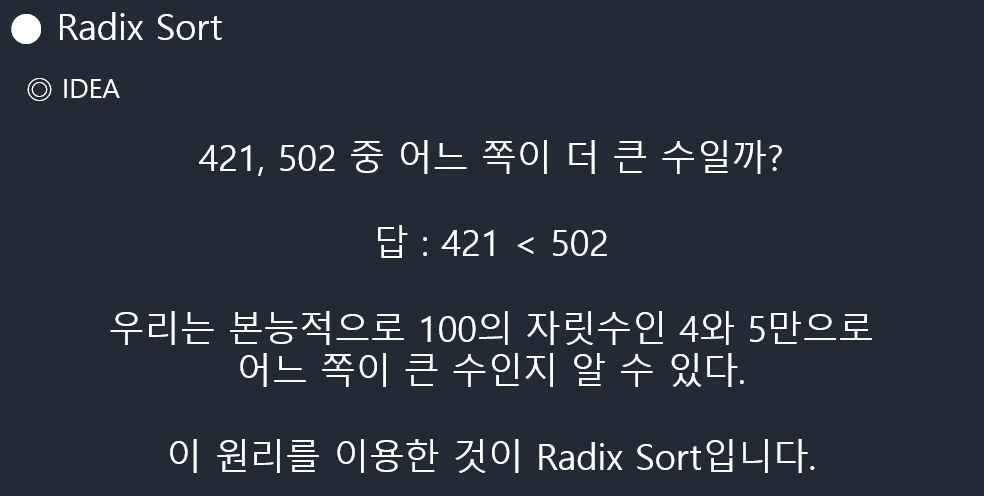 ● Radix Sort
◎ IDEA
421, 502 중 어느 쪽이 더 큰 수일까?
답 : 421 < 502
우리는 본능적으로 100의 자릿수인 4와 5만으로
어느 쪽이 큰 수인지 알 수 있다.
이 원리를 이용한 것이 Radix Sort입니다.